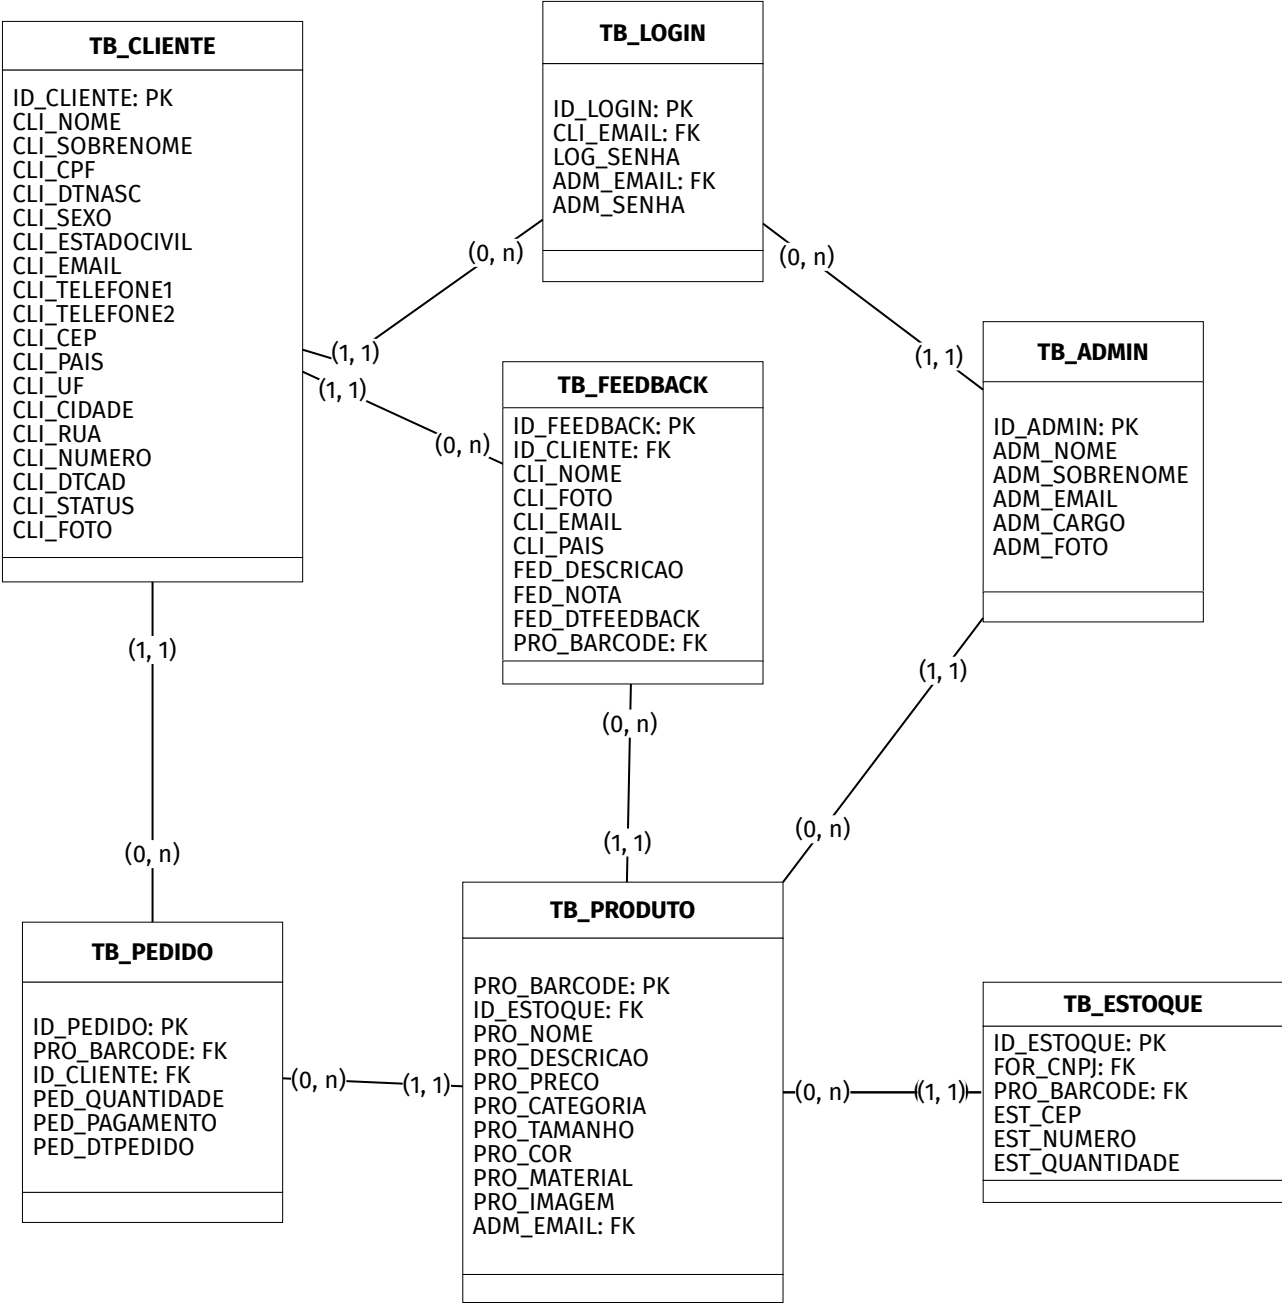 TB_CLIENTE
ID_CLIENTE: PK
CLI_NOME
CLI_SOBRENOME
CLI_CPF
CLI_DTNASC
CLI_SEXO
CLI_ESTADOCIVIL
CLI_EMAIL
CLI_TELEFONE1
CLI_TELEFONE2
CLI_CEP
CLI_PAIS
CLI_UF
CLI_CIDADE
CLI_RUA
CLI_NUMERO
CLI_DTCAD
CLI_STATUS
CLI_FOTO
TB_LOGIN
ID_LOGIN: PK
CLI_EMAIL: FK
LOG_SENHA
ADM_EMAIL: FK
ADM_SENHA
(0, n)
(1, 1)
(0, n)
(1, 1)
(1, 1)
(0, n)
TB_FEEDBACK
ID_FEEDBACK: PK
ID_CLIENTE: FK
CLI_NOME
CLI_FOTO
CLI_EMAIL
CLI_PAIS
FED_DESCRICAO
FED_NOTA
FED_DTFEEDBACK
PRO_BARCODE: FK
TB_ADMIN
ID_ADMIN: PK
ADM_NOME
ADM_SOBRENOME
ADM_EMAIL
ADM_CARGO
ADM_FOTO
(1, 1)
(0, n)
(0, n)
(1, 1)
(1, 1)
(0, n)
TB_PEDIDO
ID_PEDIDO: PK
PRO_BARCODE: FK
ID_CLIENTE: FK
PED_QUANTIDADE
PED_PAGAMENTO
PED_DTPEDIDO
(0, n)
(1, 1)
TB_PRODUTO
PRO_BARCODE: PK
ID_ESTOQUE: FK
PRO_NOME
PRO_DESCRICAO
PRO_PRECO
PRO_CATEGORIA
PRO_TAMANHO
PRO_COR
PRO_MATERIAL
PRO_IMAGEM
ADM_EMAIL: FK
(0, n)
(1, 1)
TB_ESTOQUE
ID_ESTOQUE: PK
FOR_CNPJ: FK
PRO_BARCODE: FK
EST_CEP
EST_NUMERO
EST_QUANTIDADE